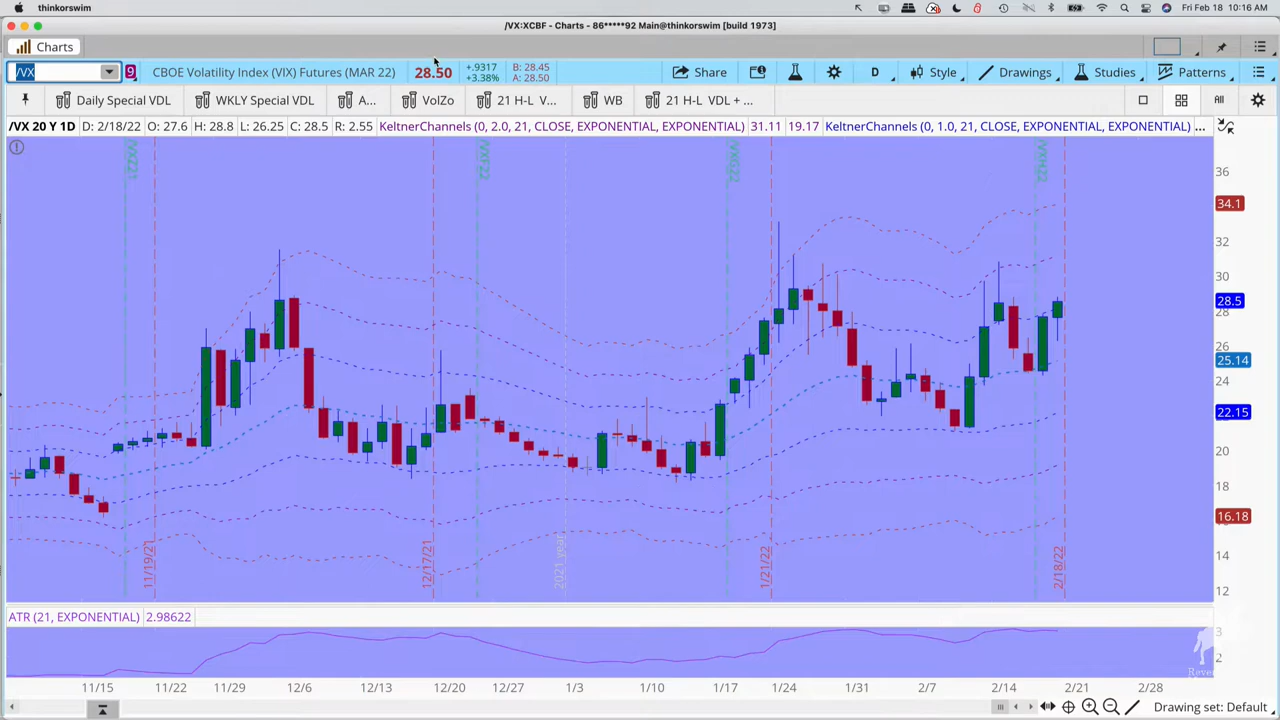 thinkorswim Fri Feb 18 10:16 AM
/VX:XCBF - Charts - 86*****92 Main@thinkorswim [build 1973]
Charts
/VX 9 CBOE Volatility Index (VIX) Futures (MAR 22) 28.50 +.9317 +3.38% B: 28.45 A: 28.50 Share D Style Drawings Studies Patterns
Daily Special VDL WKLY Special VDL A... VolZo 21 H-L V... WB 21 H-L VDL + ... All
/VX 20 Y 1D D: 2/18/22 O: 27.6 H: 28.8 L: 26.25 C: 28.5 R: 2.55 KeltnerChannels (0, 2.0, 21, CLOSE, EXPONENTIAL, EXPONENTIAL) 31.11 19.17 KeltnerChannels (0, 1.0, 21, CLOSE, EXPONENTIAL, EXPONENTIAL) ...
36
34.1
32
30
28.5
28
26
25.14
24
22.15
20
18
16.18
14
12
11/19/21
12/17/21
2021 year
1/21/22
2/18/22
ATR (21, EXPONENTIAL) 2.98622
3
2
11/15 11/22 11/29 12/6 12/13 12/20 12/27 1/3 1/10 1/17 1/24 1/31 2/7 2/14 2/21 2/28
Drawing set: Default